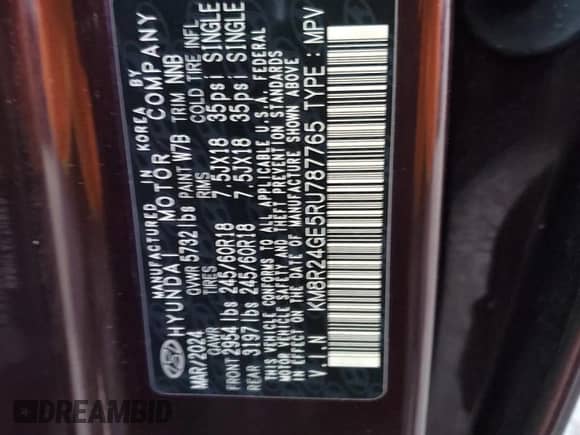 MANUFACTURED IN KOREA BY
HYUNDAI MOTOR COMPANY
MAR/2024 GVWR 5732 lbs PAINT W7B TRIM NNB
GAWR TIRES RIMS COLD TIRE INFL
FRONT 2954 lbs 245/60R18 7.5JX18 35psi SINGLE
REAR 3197 lbs 245/60R18 7.5JX18 35psi SINGLE
THIS VEHICLE CONFORMS TO ALL APPLICABLE U.S.A. FEDERAL
MOTOR VEHICLE SAFETY AND THEFT PREVENTION STANDARDS
IN EFFECT ON THE DATE OF MANUFACTURE SHOWN ABOVE
V.I.N : KM8R24GE5RU787765 TYPE : MPV
DREAMBID